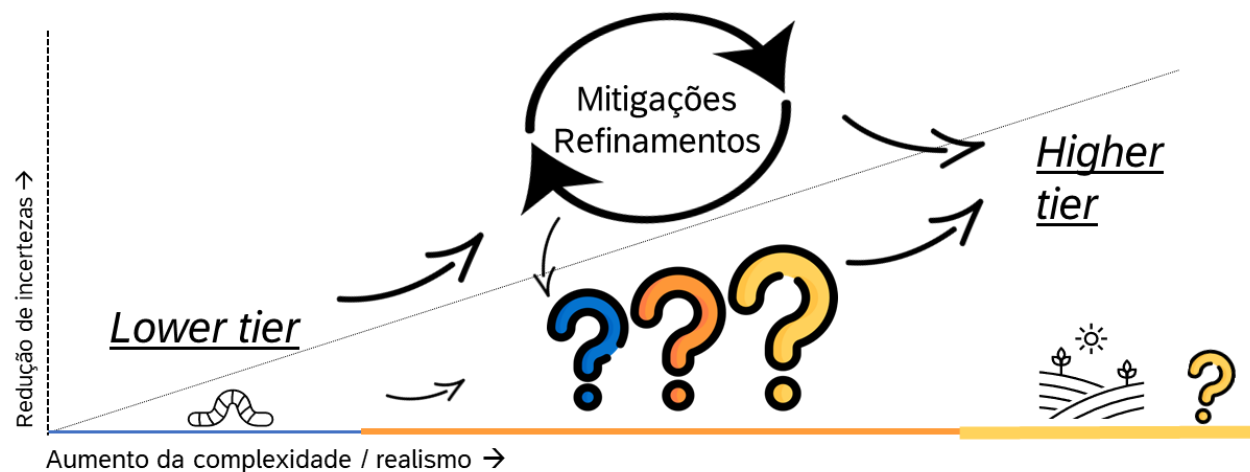 Mitigações
Refinamentos
Higher
tier
Lower tier
Redução de incertezas →
Aumento da complexidade / realismo →